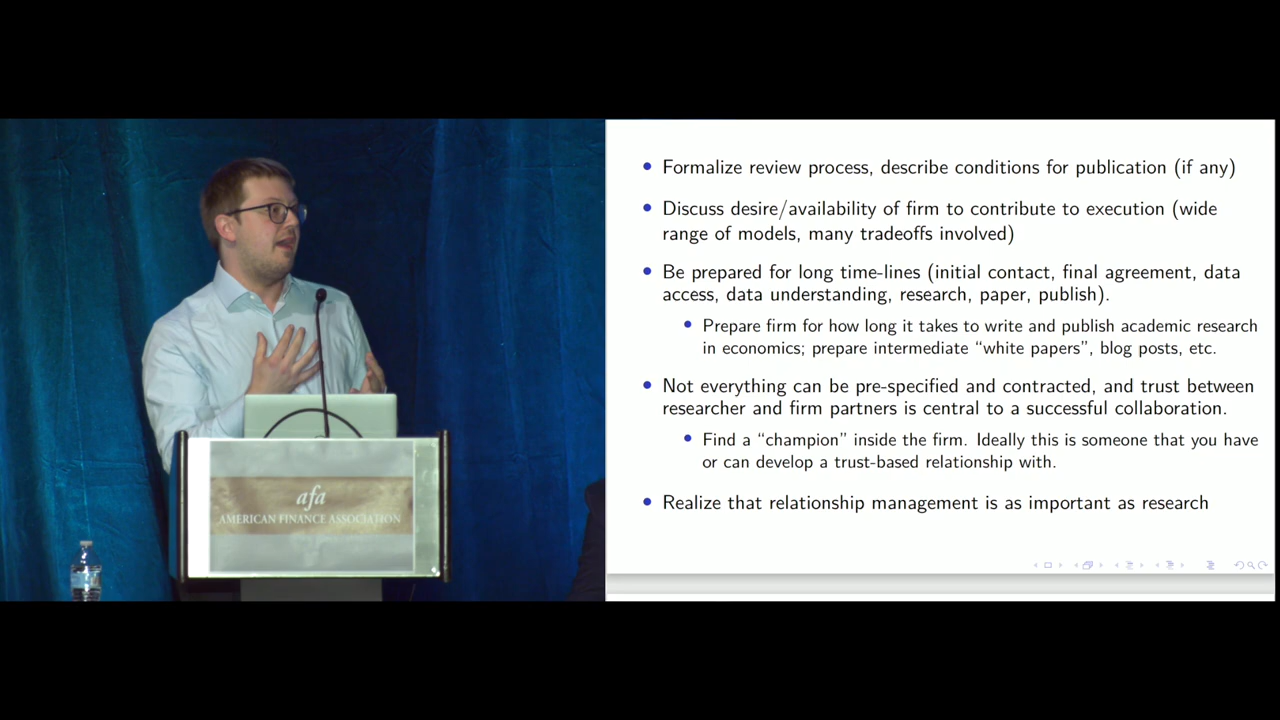 afa
AMERICAN FINANCE ASSOCIATION
Formalize review process, describe conditions for publication (if any)
Discuss desire/availability of firm to contribute to execution (wide
range of models, many tradeoffs involved)
Be prepared for long time-lines (initial contact, final agreement, data
access, data understanding, research, paper, publish).
Prepare firm for how long it takes to write and publish academic research
in economics; prepare intermediate “white papers”, blog posts, etc.
Not everything can be pre-specified and contracted, and trust between
researcher and firm partners is central to a successful collaboration.
Find a “champion” inside the firm. Ideally this is someone that you have
or can develop a trust-based relationship with.
Realize that relationship management is as important as research